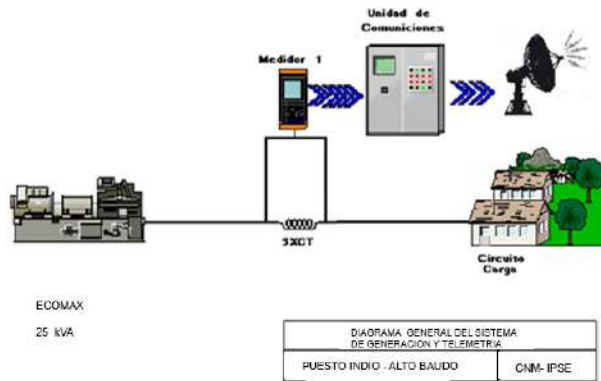 Unidad de
Comuniciones
Medidor 1
3XCT
Circuito
Carga
ECOMAX
25 kVA
DIAGRAMA GENERAL DEL SISTEMA
DE GENERACION Y TELEMETRIA
PUESTO INDIO - ALTO BAUDO
CNM- IPSE